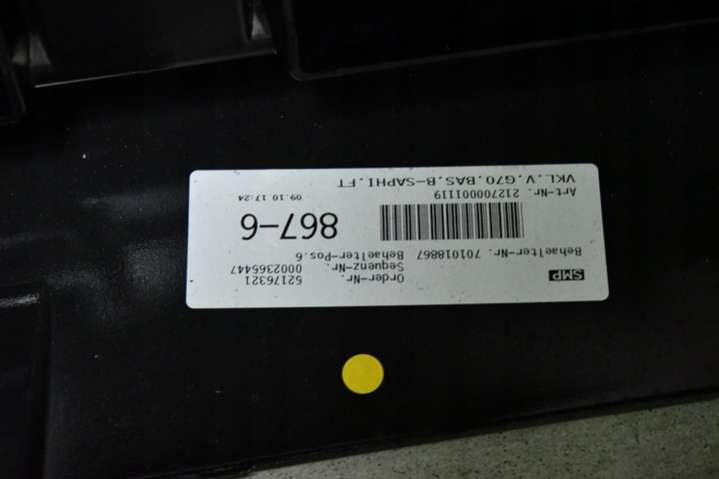 SMP
Order-Nr. 52176321
Sequenz-Nr. 0002365447
Behaelter-Nr. 701018867 Behaelter-Pos.6
867-6
Art-Nr. 212700001119 09.10 17:24
VKL.V.G70.BAS.B-SAPHI.FT